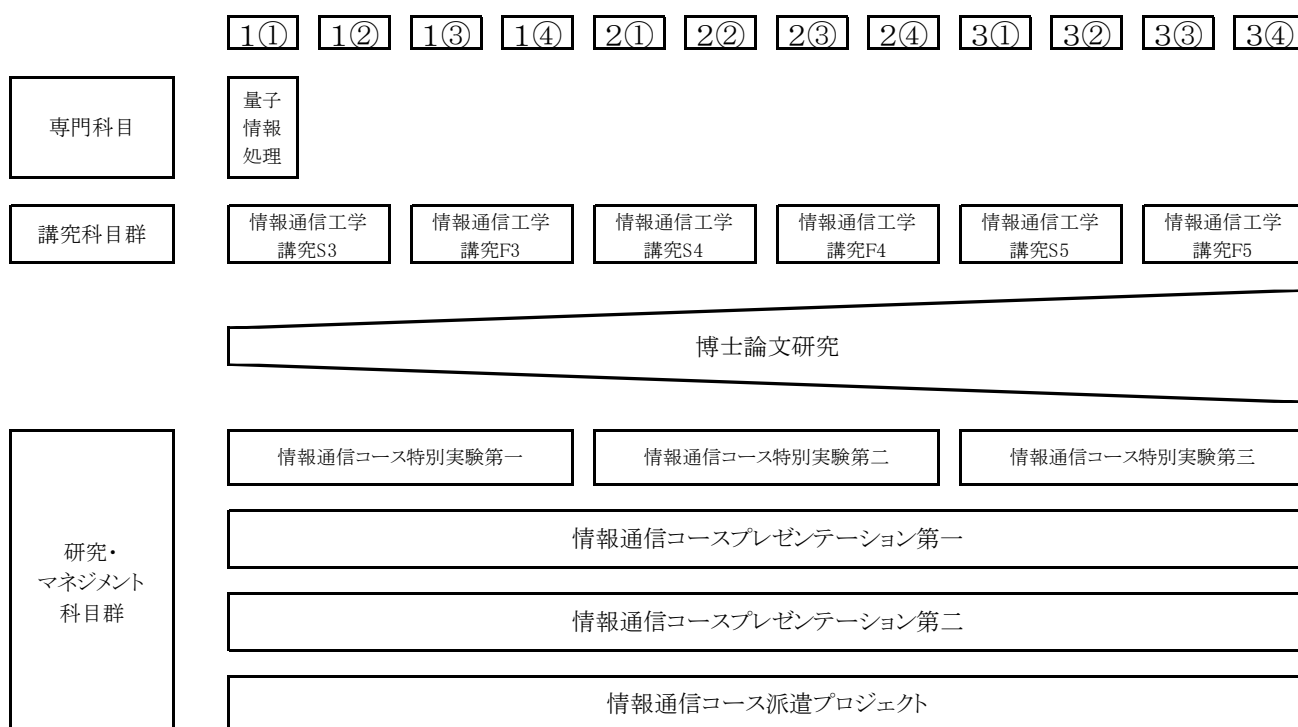 1① 1② 1③ 1④ 2① 2② 2③ 2④ 3① 3② 3③ 3④
専門科目
量子
情報
処理
講究科目群
情報通信工学
講究S3
情報通信工学
講究F3
情報通信工学
講究S4
情報通信工学
講究F4
情報通信工学
講究S5
情報通信工学
講究F5
博士論文研究
研究・
マネジメント
科目群
情報通信コース特別実験第一
情報通信コース特別実験第二
情報通信コース特別実験第三
情報通信コースプレゼンテーション第一
情報通信コースプレゼンテーション第二
情報通信コース派遣プロジェクト